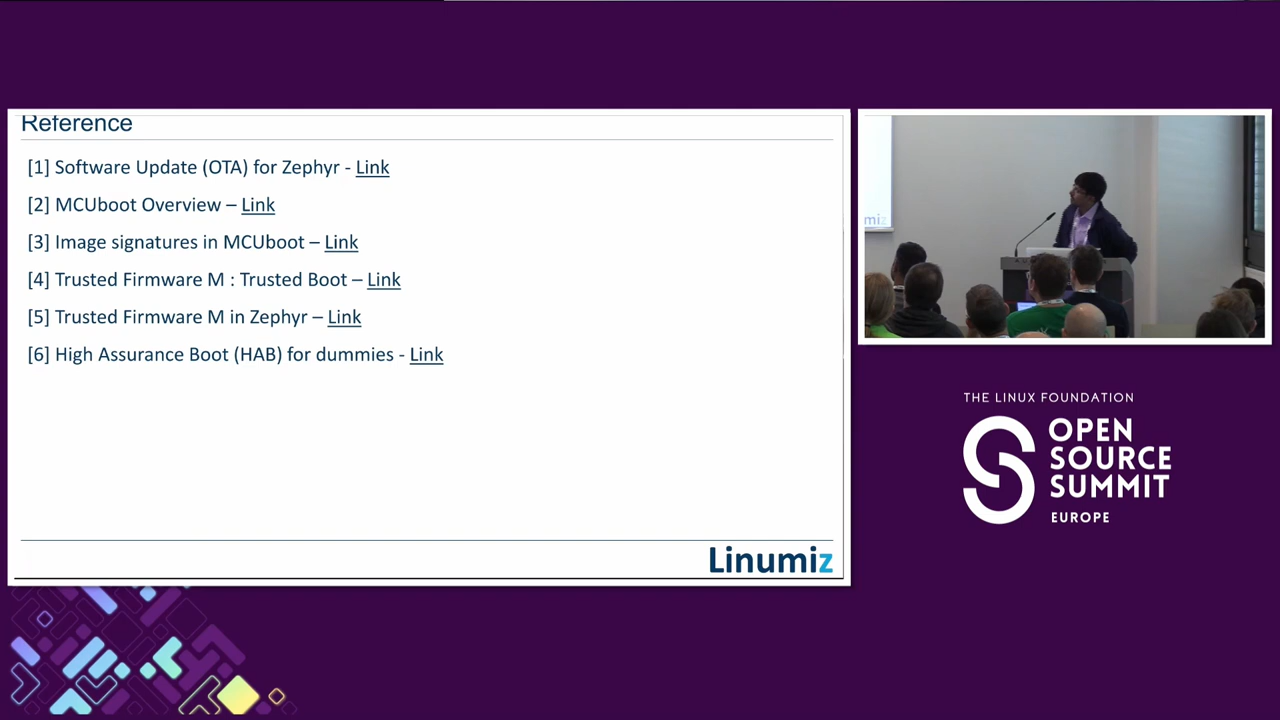 Reference
[1] Software Update (OTA) for Zephyr - Link
[2] MCUboot Overview – Link
[3] Image signatures in MCUboot – Link
[4] Trusted Firmware M : Trusted Boot – Link
[5] Trusted Firmware M in Zephyr – Link
[6] High Assurance Boot (HAB) for dummies - Link
Linumiz
miz
THE LINUX FOUNDATION
OPEN
SOURCE
SUMMIT
EUROPE